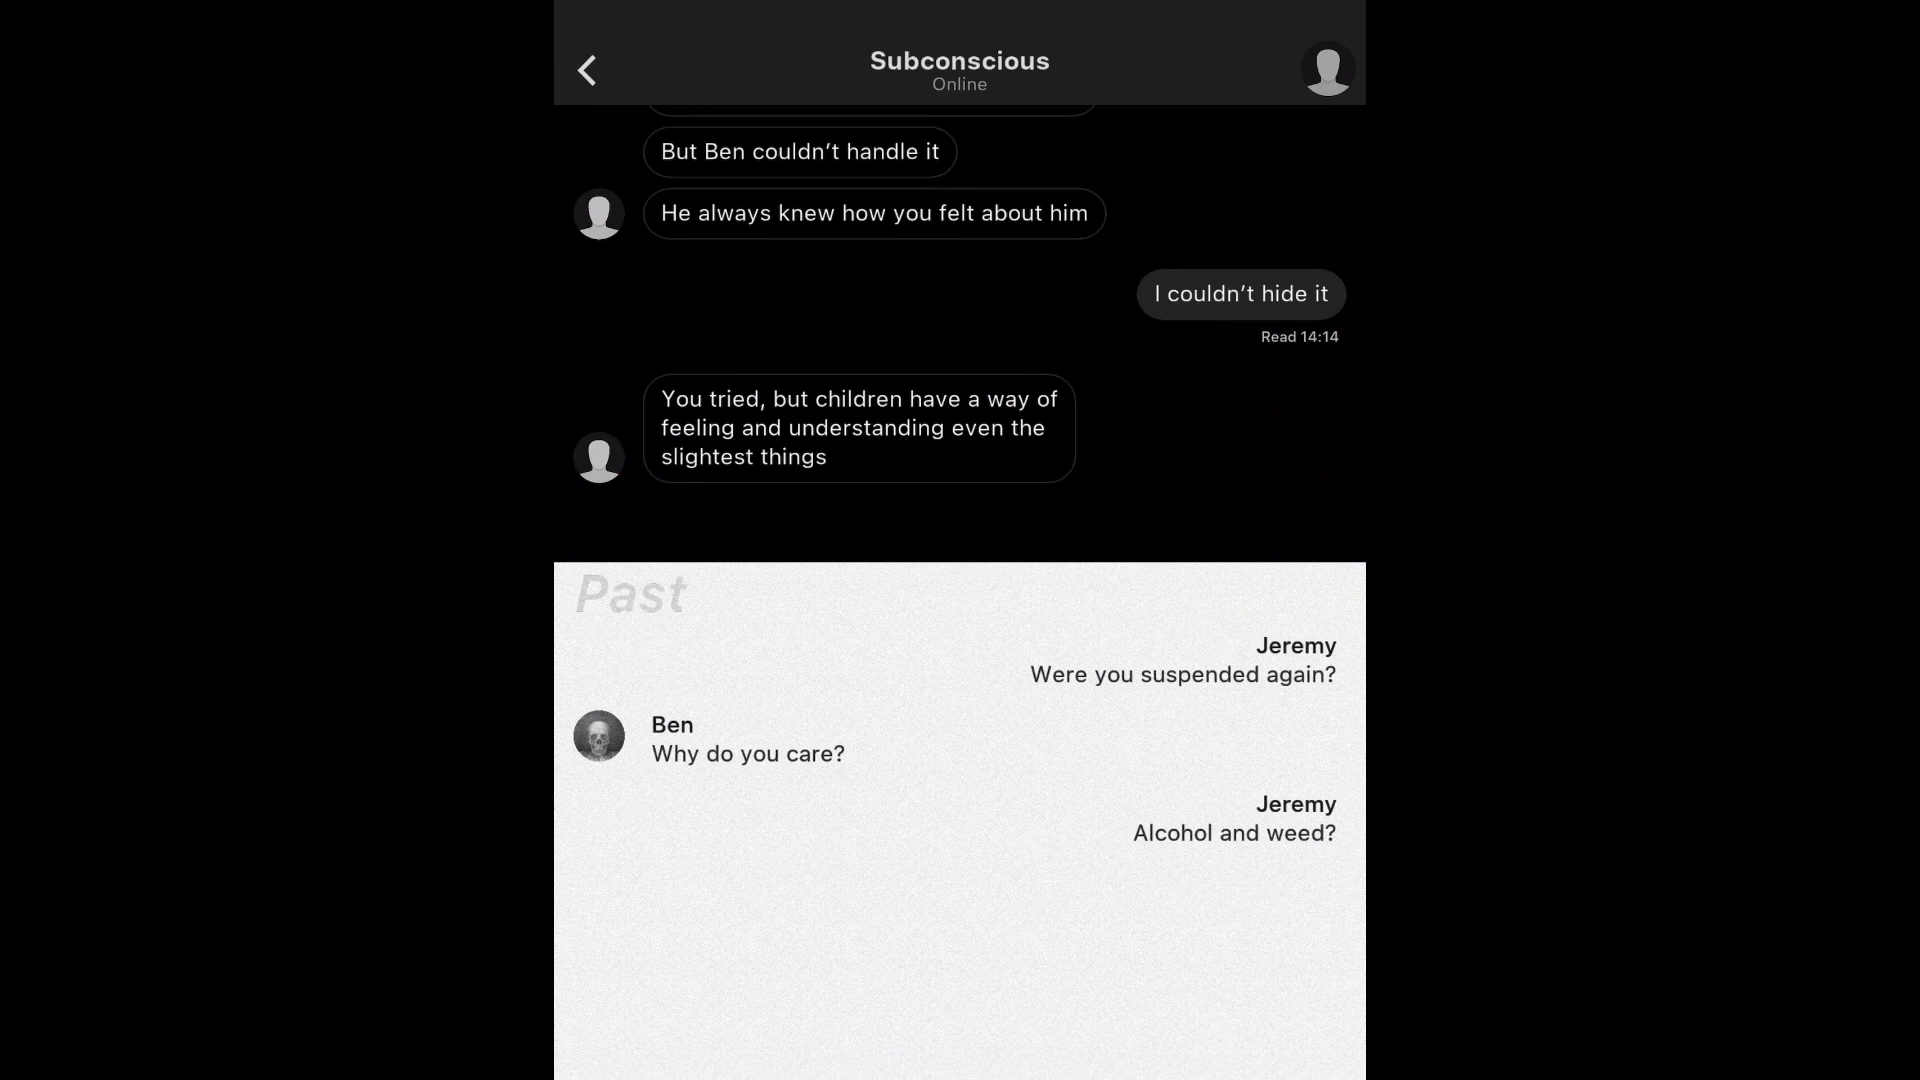 Subconscious
Online
But Ben couldn’t handle it
He always knew how you felt about him
I couldn’t hide it
Read 14:14
You tried, but children have a way of
feeling and understanding even the
slightest things
Past
Jeremy
Were you suspended again?
Ben
Why do you care?
Jeremy
Alcohol and weed?